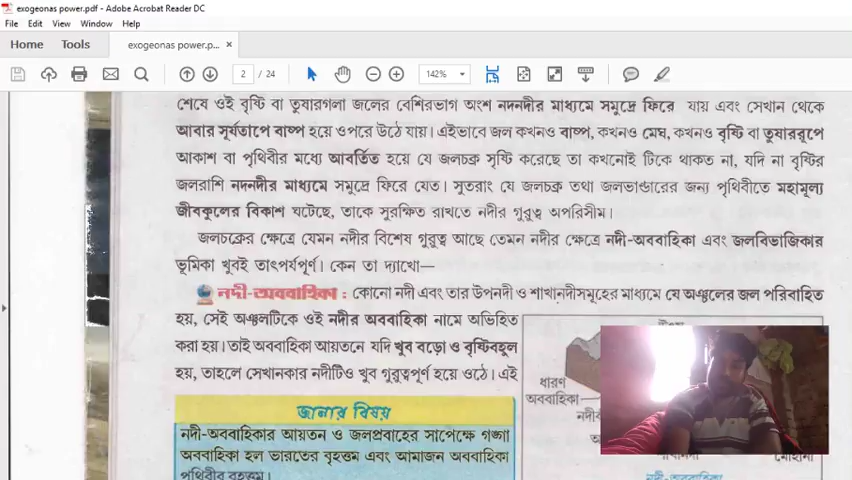 exogeonas power.pdf - Adobe Acrobat Reader DC
File Edit View Window Help
Home Tools exogeonas power.p... ×
2 / 24 142%
শেষে ওই বৃষ্টি বা তুষারগলা জলের বেশিরভাগ অংশ নদনদীর মাধ্যমে সমুদ্রে ফিরে যায় এবং সেখান থেকে
আবার সূর্যতাপে বাষ্প হয়ে ওপরে উঠে যায়। এইভাবে জল কখনও বাষ্প, কখনও মেঘ, কখনও বৃষ্টি বা তুষাররূপে
আকাশ বা পৃথিবীর মধ্যে আবর্তিত হয়ে যে জলচক্র সৃষ্টি করেছে তা কখনোই টিকে থাকত না, যদি না বৃষ্টির
জলরাশি নদনদীর মাধ্যমে সমুদ্রে ফিরে যেত। সুতরাং যে জলচক্র তথা জলভাণ্ডারের জন্য পৃথিবীতে মহামূল্য
জীবকুলের বিকাশ ঘটেছে, তাকে সুরক্ষিত রাখতে নদীর গুরুত্ব অপরিসীম।
জলচক্রের ক্ষেত্রে যেমন নদীর বিশেষ গুরুত্ব আছে তেমন নদীর ক্ষেত্রে নদী-অববাহিকা এবং জলবিভাজিকার
ভূমিকা খুবই তাৎপর্যপূর্ণ। কেন তা দ্যাখো—
নদী-অববাহিকা : কোনো নদী এবং তার উপনদী ও শাখানদীসমূহের মাধ্যমে যে অঞ্চলের জল পরিবাহিত
হয়, সেই অঞ্চলটিকে ওই নদীর অববাহিকা নামে অভিহিত
করা হয়। তাই অববাহিকা আয়তনে যদি খুব বড়ো ও বৃষ্টিবহুল
হয়, তাহলে সেখানকার নদীটিও খুব গুরুত্বপূর্ণ হয়ে ওঠে। এই
ধারণ
অববাহিকা
জানার বিষয়
নদী-অববাহিকার আয়তন ও জলপ্রবাহের সাপেক্ষে গঙ্গা
অববাহিকা হল ভারতের বৃহত্তম এবং আমাজন অববাহিকা
পৃথিবীর বৃহত্তম।
মোহানা
নদী-অববাহিকা